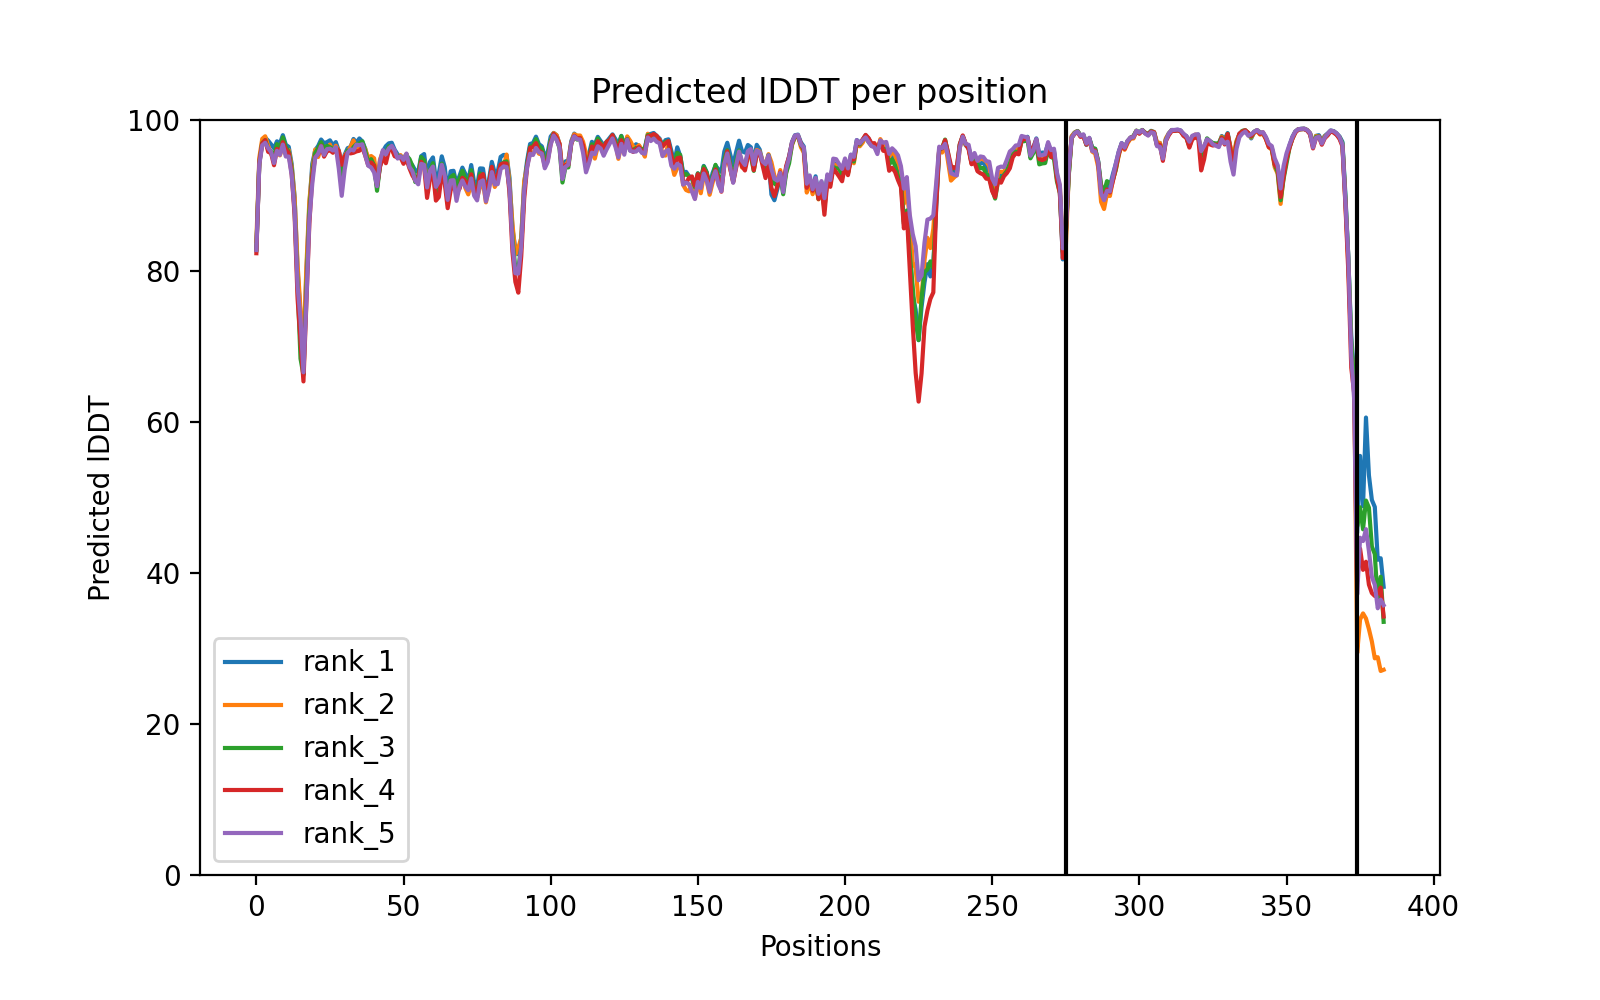 Predicted lDDT per position
100
80
60
40
20
0
Predicted lDDT
rank_1
rank_2
rank_3
rank_4
rank_5
0 50 100 150 200 250 300 350 400
Positions